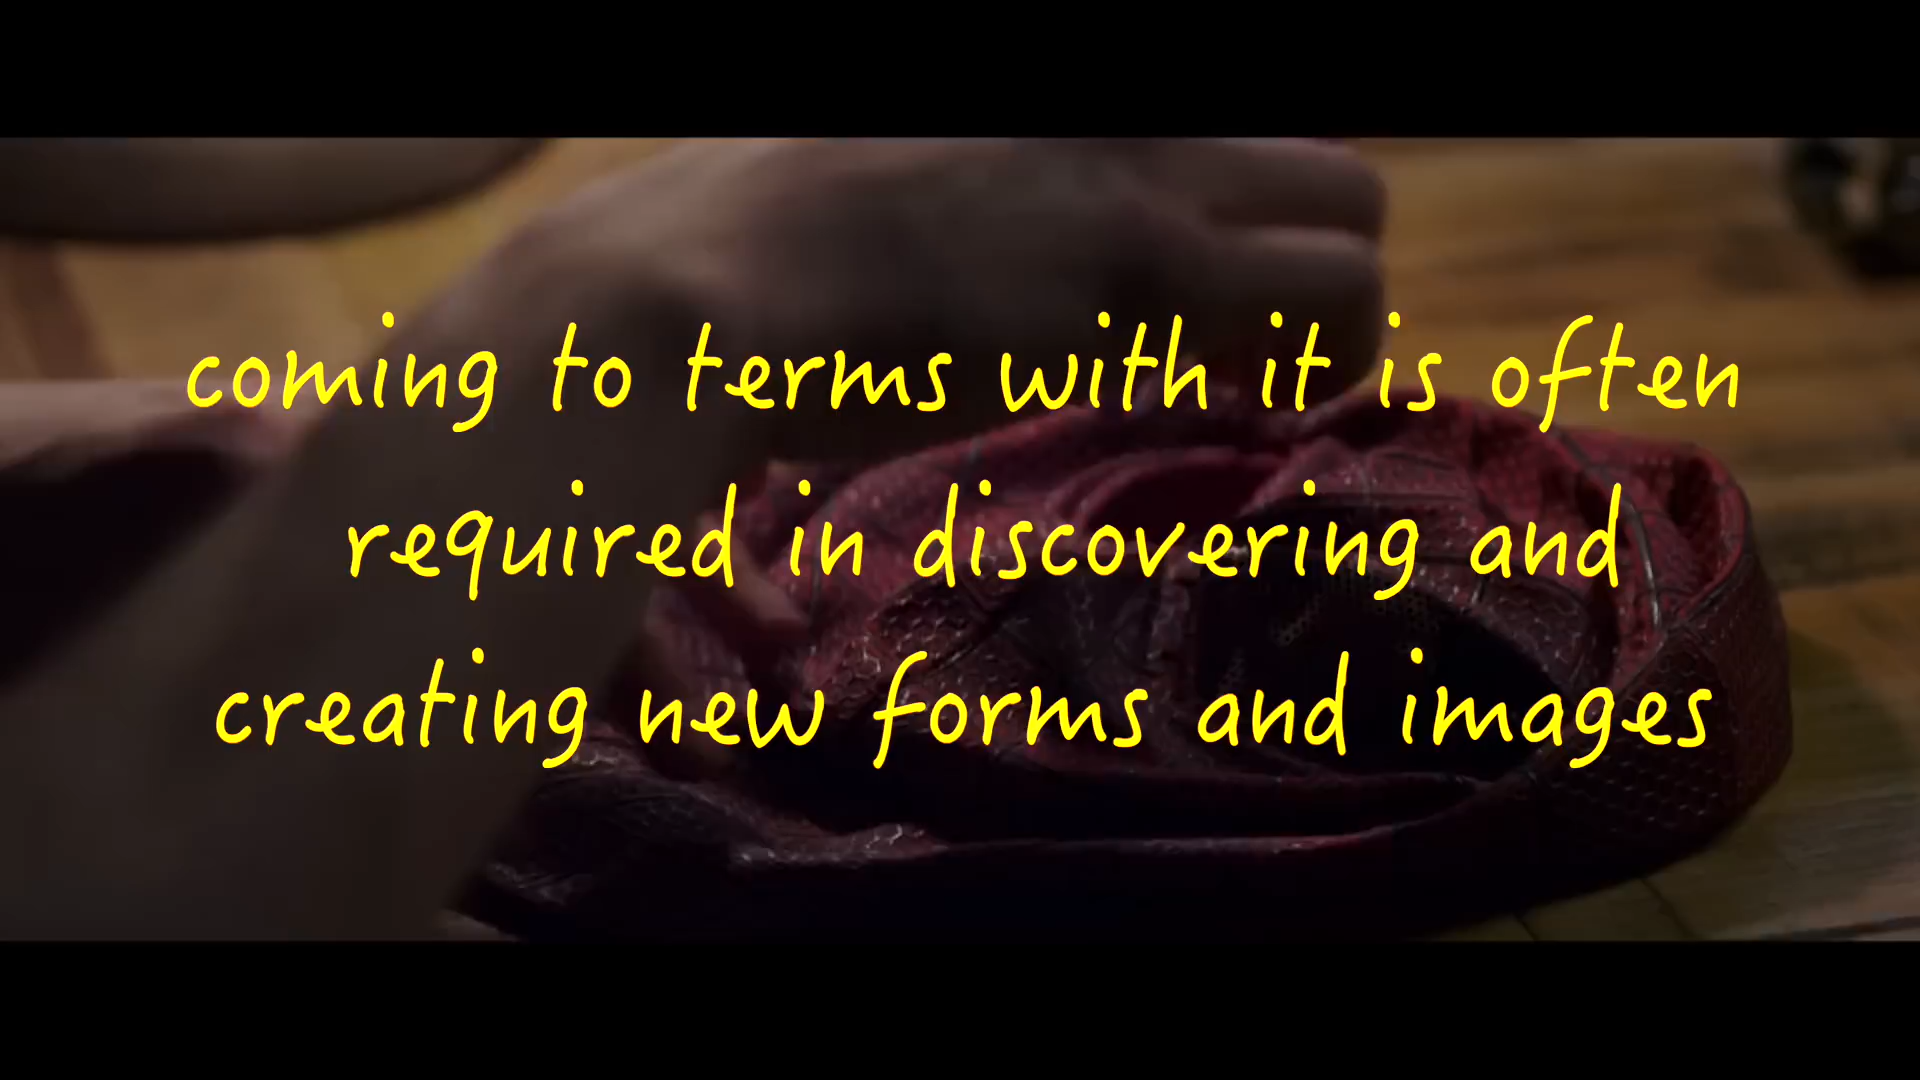 coming to terms with it is often
required in discovering and
creating new forms and images